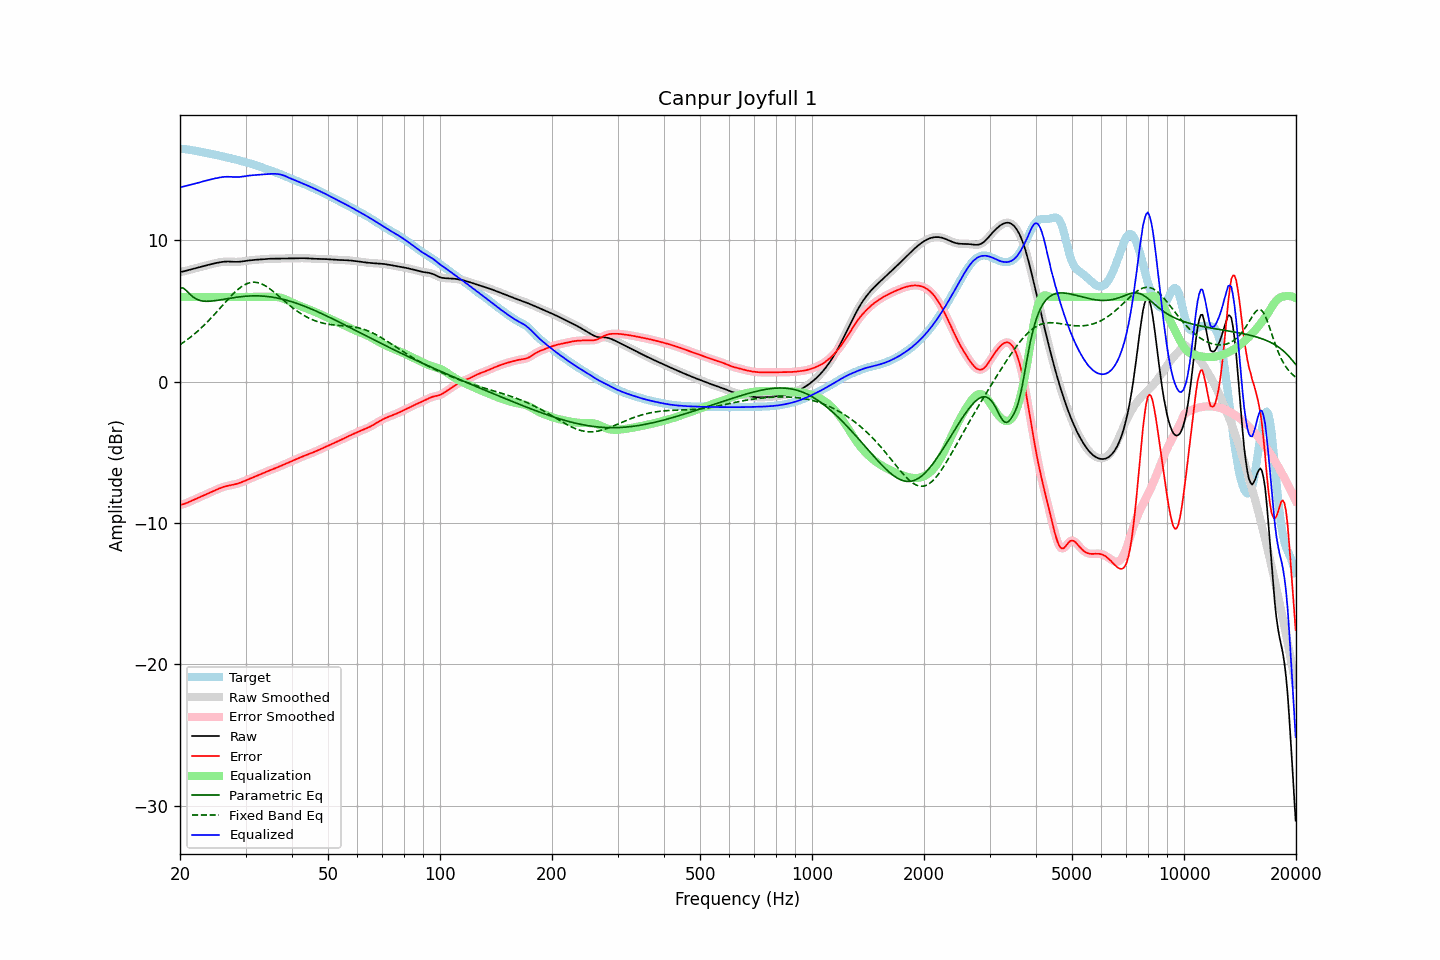 Canpur Joyfull 1
Amplitude (dBr)
10
0
−10
−20
−30
Target
Raw Smoothed
Error Smoothed
Raw
Error
Equalization
Parametric Eq
Fixed Band Eq
Equalized
20 50 100 200 500 1000 2000 5000 10000 20000
Frequency (Hz)